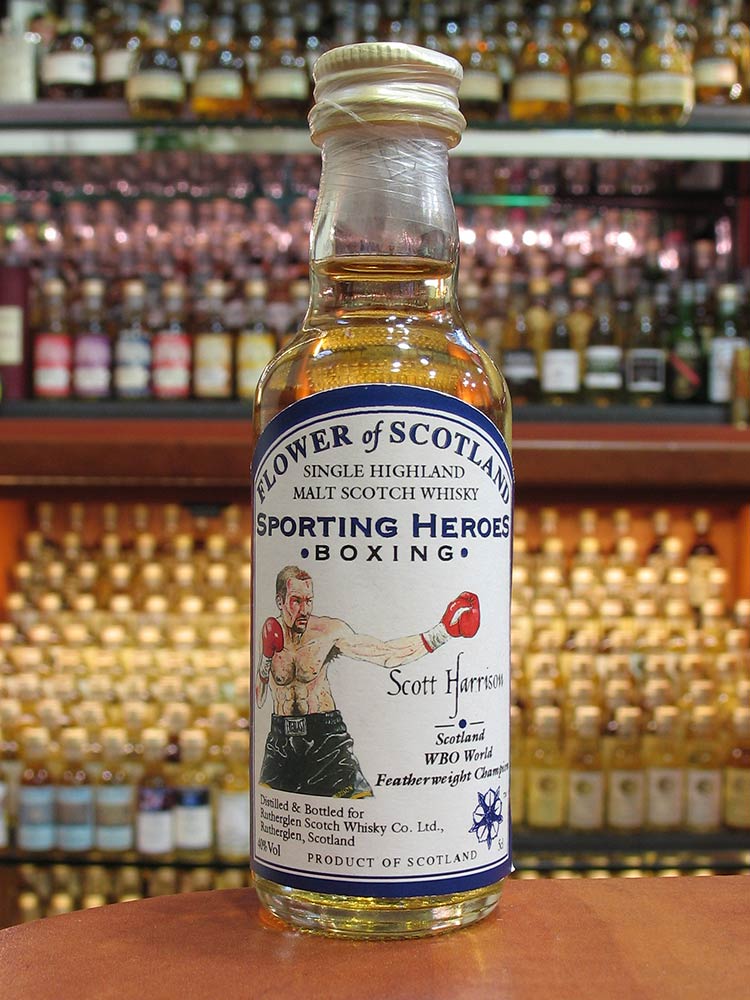 FLOWER of SCOTLAND
SINGLE HIGHLAND
MALT SCOTCH WHISKY
SPORTING HEROES
•BOXING•
Scott Harrison
Scotland
WBO World
Featherweight Champion
Distilled & Bottled for
Rutherglen Scotch Whisky Co. Ltd.,
Rutherglen, Scotland
40% Vol
5cl
PRODUCT OF SCOTLAND